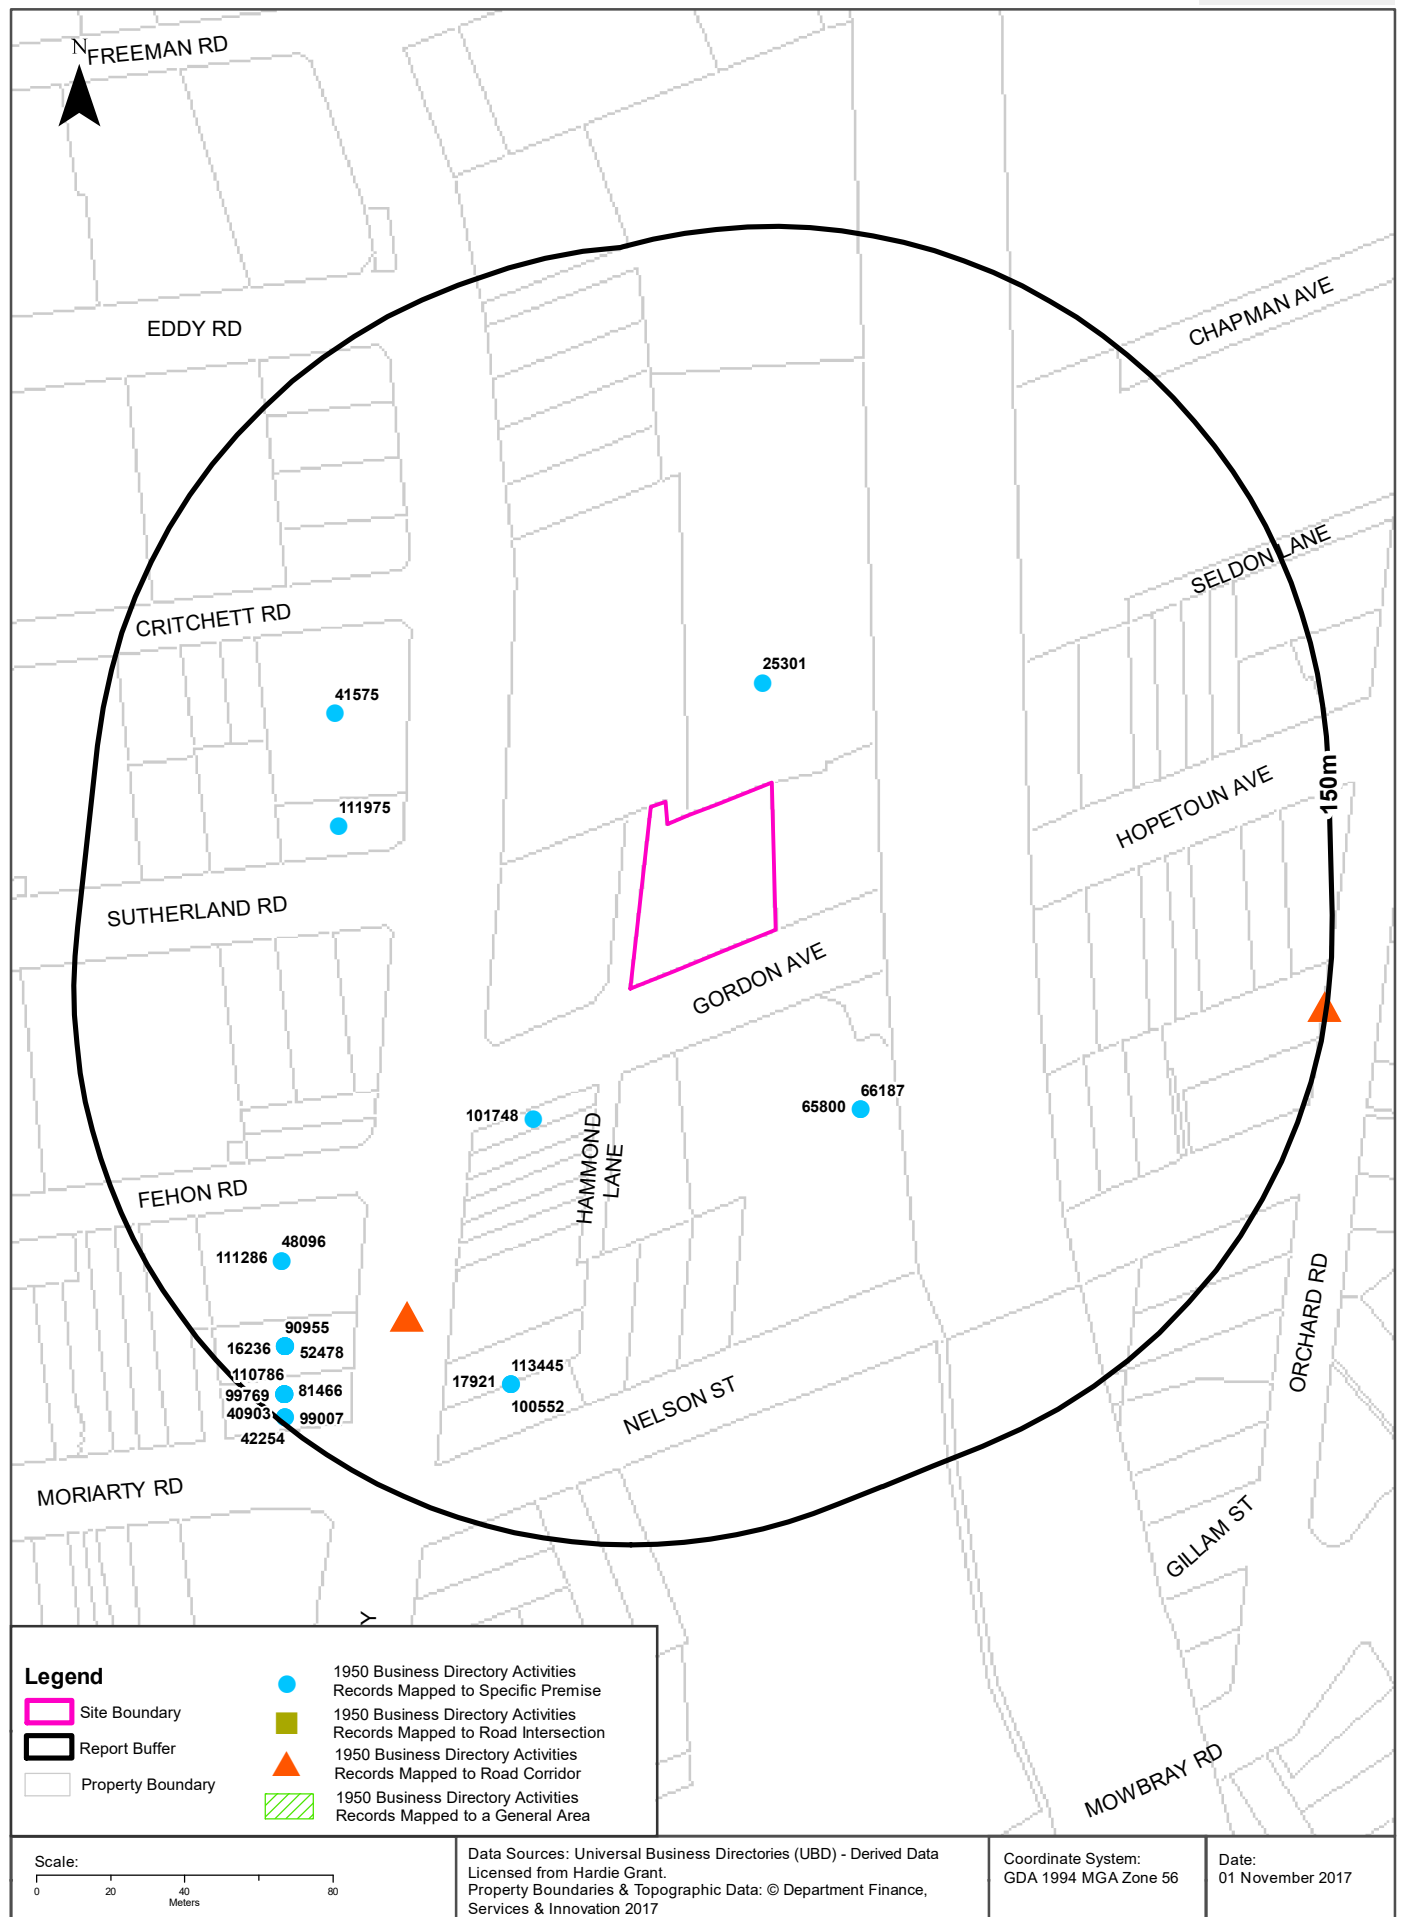 N
FREEMAN RD
EDDY RD
CHAPMAN AVE
SELDON LANE
CRITCHETT RD
25301
41575
150m
HOPETOUN AVE
111975
SUTHERLAND RD
GORDON AVE
66187
65800
101748
HAMMOND
LANE
FEHON RD
48096
111286
ORCHARD RD
90955
16236
52478
110786
99769
81466
40903
99007
42254
113445
17921
100552
NELSON ST
MORIARTY RD
GILLAM ST
Y
MOWBRAY RD
Legend
Site Boundary
Report Buffer
Property Boundary
1950 Business Directory Activities
Records Mapped to Specific Premise
1950 Business Directory Activities
Records Mapped to Road Intersection
1950 Business Directory Activities
Records Mapped to Road Corridor
1950 Business Directory Activities
Records Mapped to a General Area
Scale:
0 20 40 80
Meters
Data Sources: Universal Business Directories (UBD) - Derived Data
Licensed from Hardie Grant.
Property Boundaries & Topographic Data: © Department Finance,
Services & Innovation 2017
Coordinate System:
GDA 1994 MGA Zone 56
Date:
01 November 2017